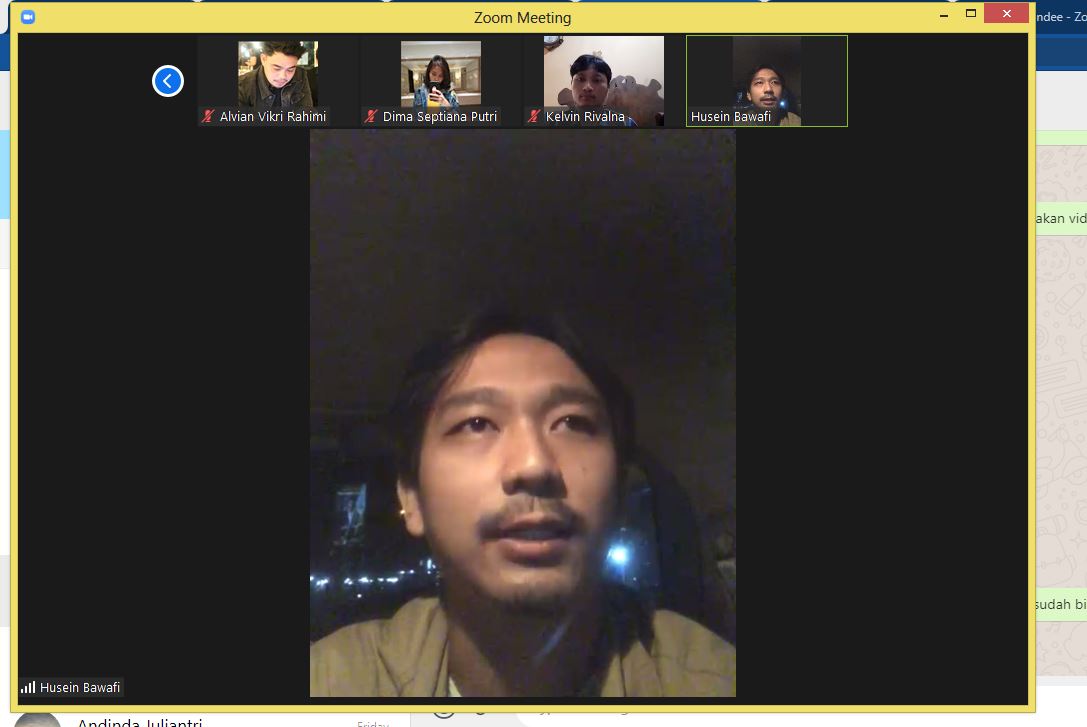 Zoom Meeting
ndee - Zo
Alvian Vikri Rahimi
Dima Septiana Putri
Kelvin Rivalna
Husein Bawafi
akan vid
sudah bi
Husein Bawafi
Andinda Juliantri
Friday